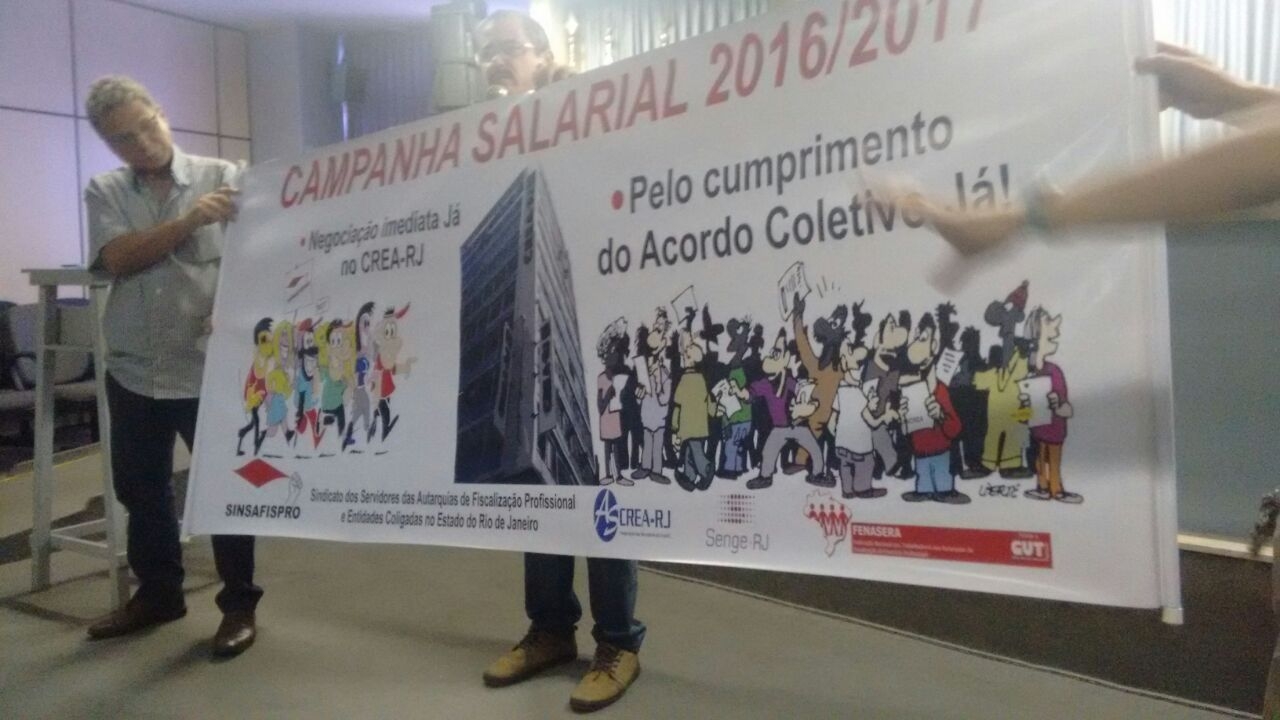 CAMPANHA SALARIAL 2016/2017
• Negociação imediata Já
no CREA-RJ
• Pelo cumprimento
do Acordo Coletivo Já!
SINSAFISPRO
Sindicato dos Servidores das Autarquias de Fiscalização Profissional
e Entidades Coligadas no Estado do Rio de Janeiro
ASCREA-RJ
Senge RJ
FENASERA
CUT